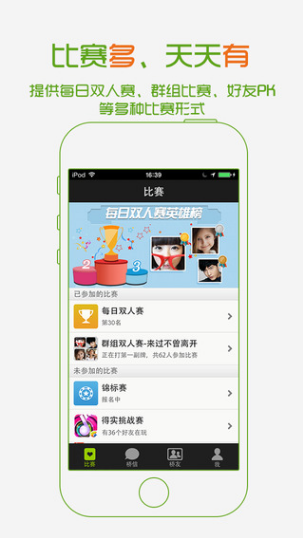 比赛多、天天有
提供每日双人赛、群组比赛、好友PK
等多种比赛形式
iPod
16:39
比赛
每日双人赛英雄榜
2
3
已参加的比赛
每日双人赛
第30名
群组双人赛-来过不曾离开
正在打第一副牌，共62人参加比赛
未参加的比赛
锦标赛
报名中
得实挑战赛
有36个好友在玩
比赛
桥信
桥友
我